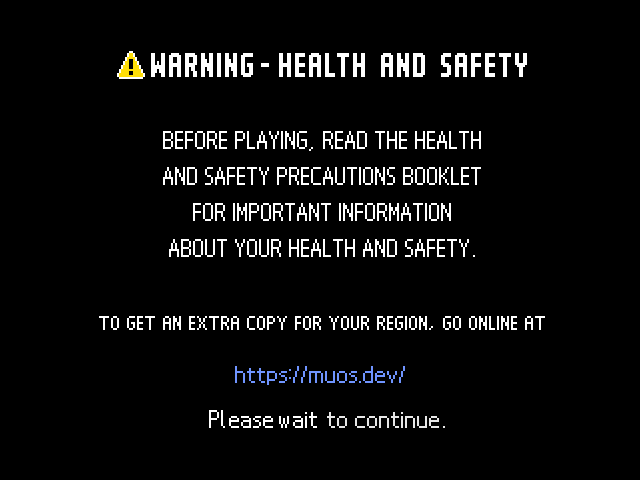 WARNING - HEALTH AND SAFETY
BEFORE PLAYING, READ THE HEALTH
AND SAFETY PRECAUTIONS BOOKLET
FOR IMPORTANT INFORMATION
ABOUT YOUR HEALTH AND SAFETY.
TO GET AN EXTRA COPY FOR YOUR REGION, GO ONLINE AT
https://muos.dev/
Please wait to continue.